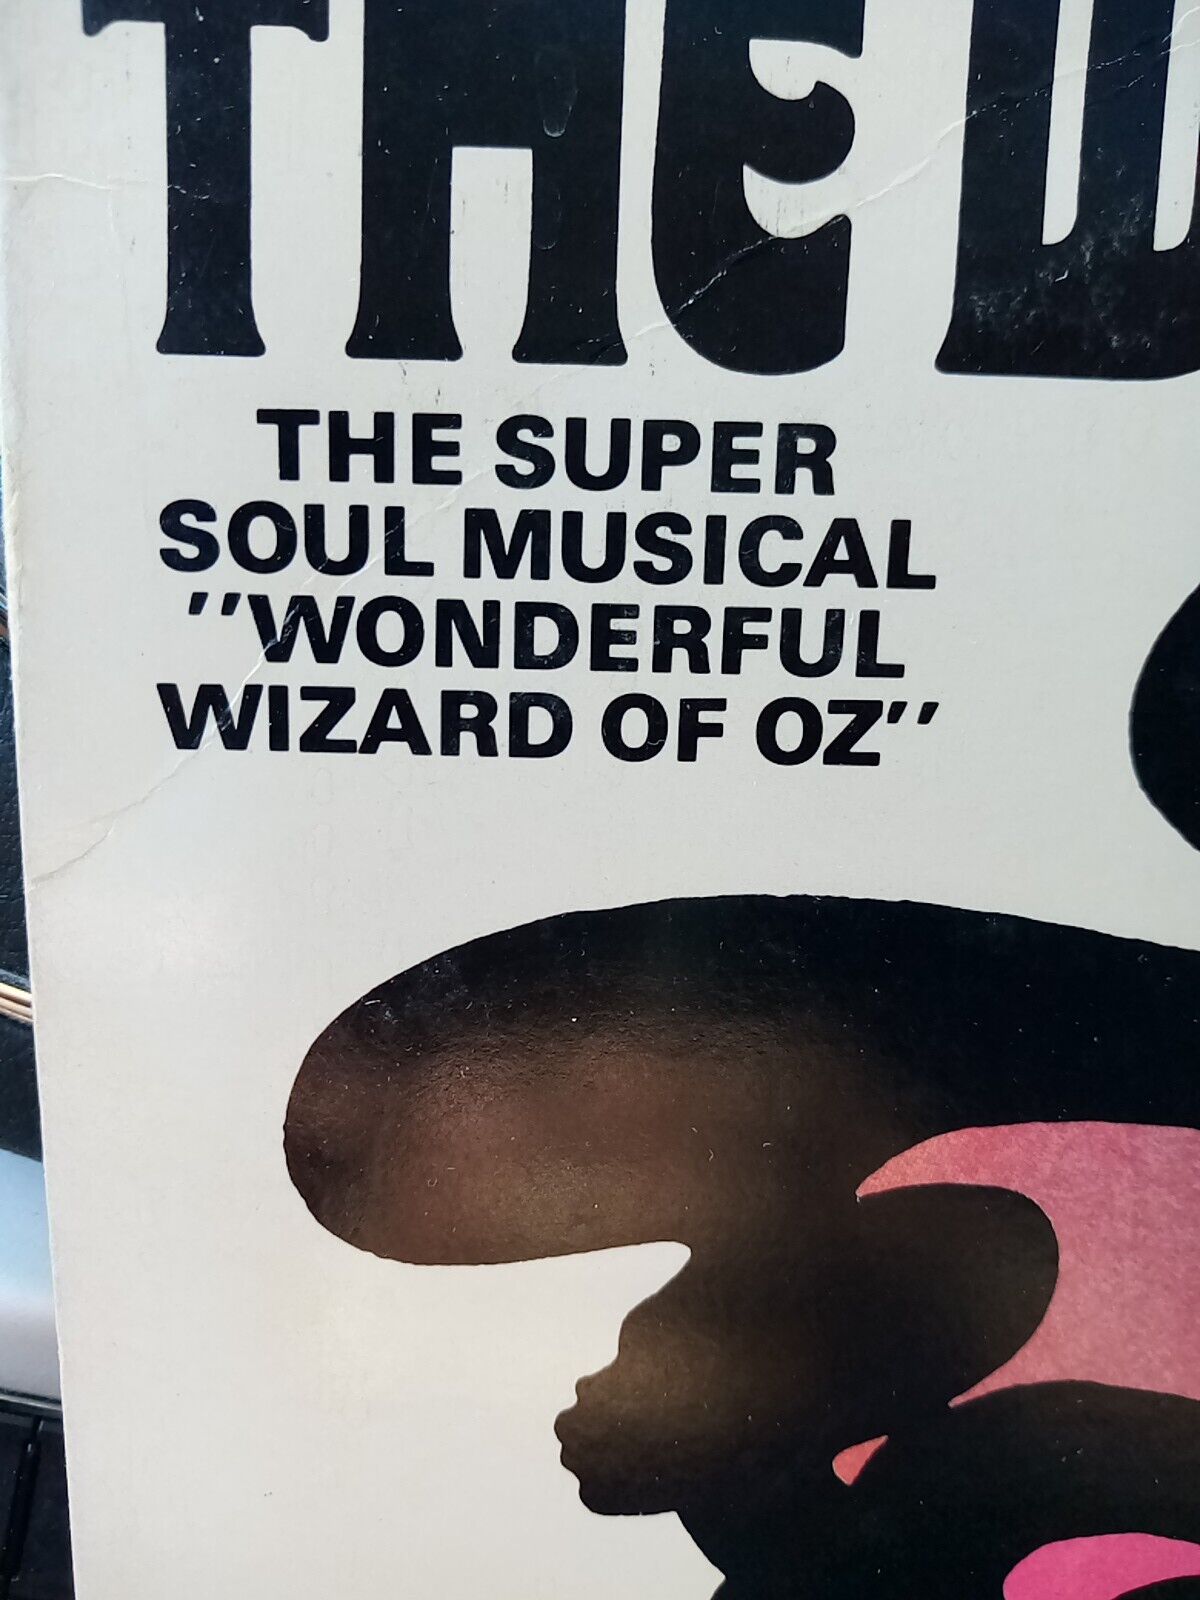 THE
THE SUPER
SOUL MUSICAL
"WONDERFUL
WIZARD OF OZ"